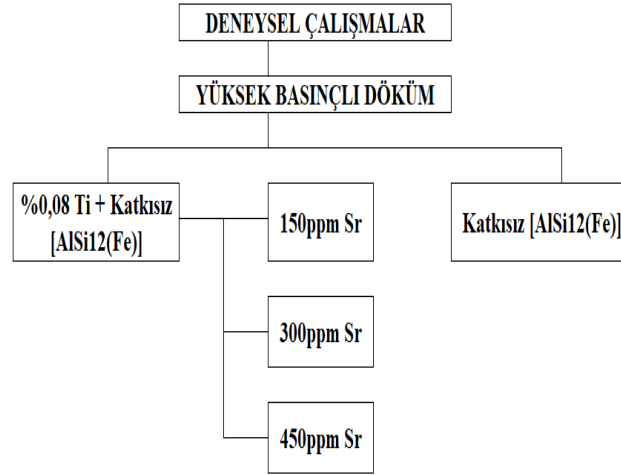 DENEYSEL ÇALIŞMALAR
YÜKSEK BASINÇLI DÖKÜM
%0,08 Ti + Katkısız
[AlSi12(Fe)]
150ppm Sr
Katkısız [AlSi12(Fe)]
300ppm Sr
450ppm Sr